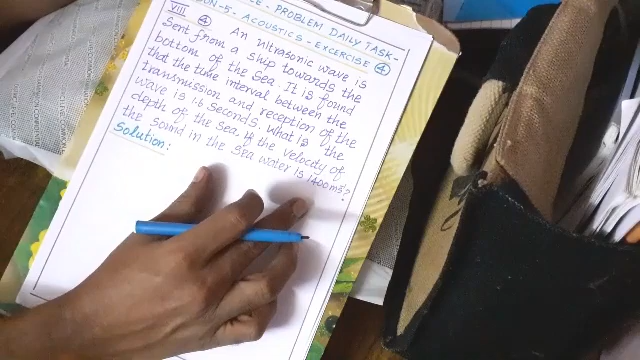 PROBLEM DAILY TASK-
ON-5. ACOUSTICS - EXCERCISE ④
VIII ④ An ultrasonic wave is
Sent from a ship towards the
bottom of the Sea. It is found
that the time interval between the
transmission and reception of the
wave is 1.6 Seconds. What is the
depth of the sea if the velocity of
the Sound in the Sea water is 1400 ms⁻¹?
Solution: